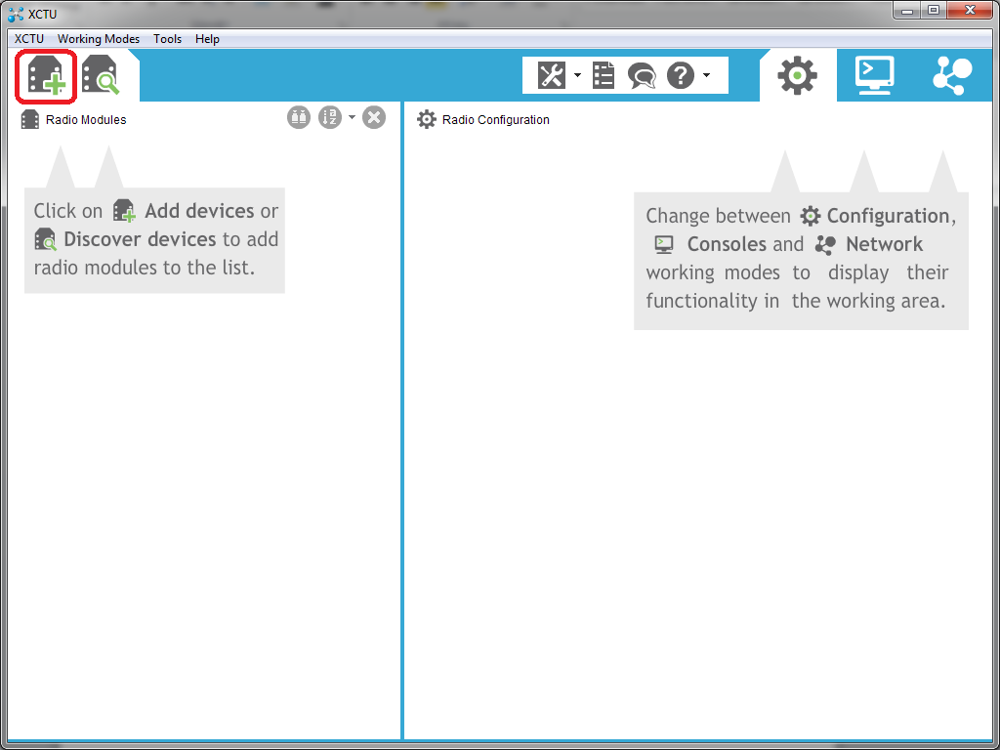 XCTU
XCTU Working Modes Tools Help
Radio Modules
Radio Configuration
Click on Add devices or
Discover devices to add
radio modules to the list.
Change between Configuration,
Consoles and Network
working modes to display their
functionality in the working area.